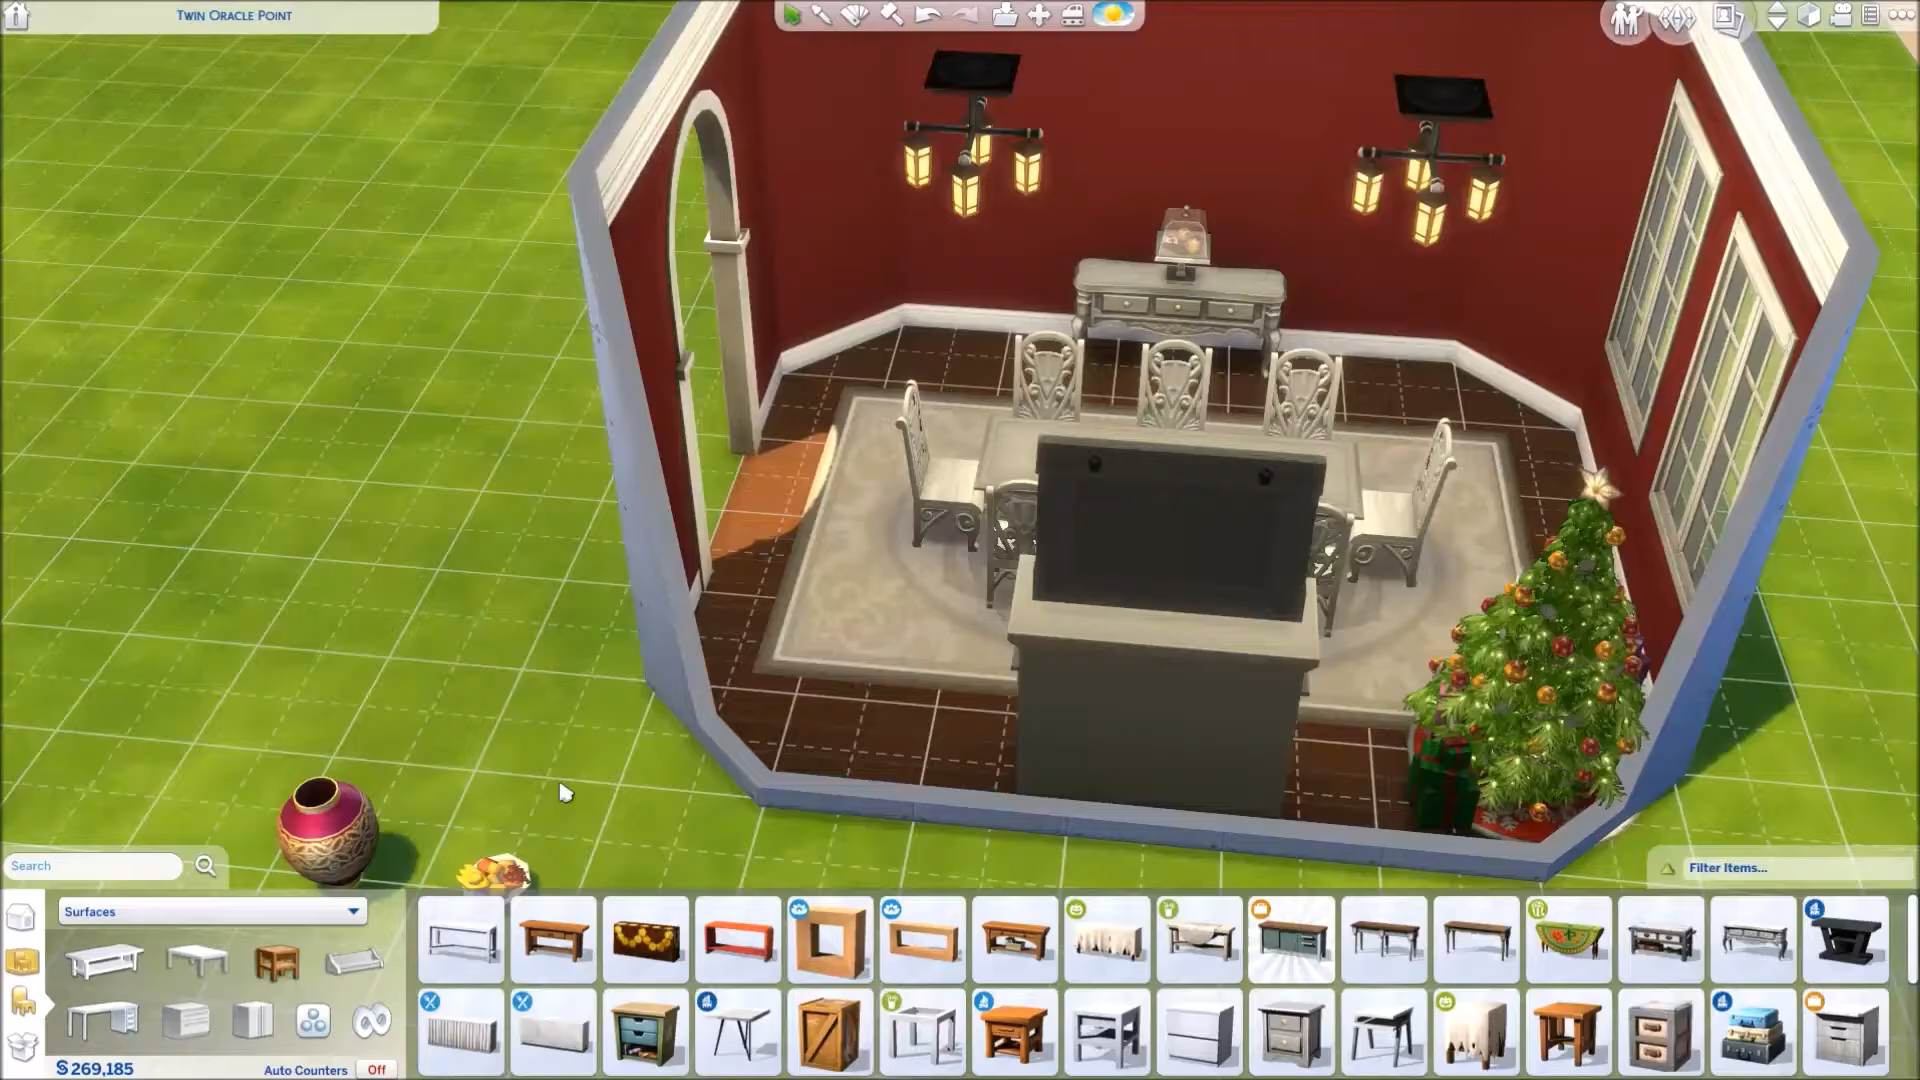 Twin Oracle Point
Search
Filter Items...
Surfaces
§269,185
Auto Counters
Off